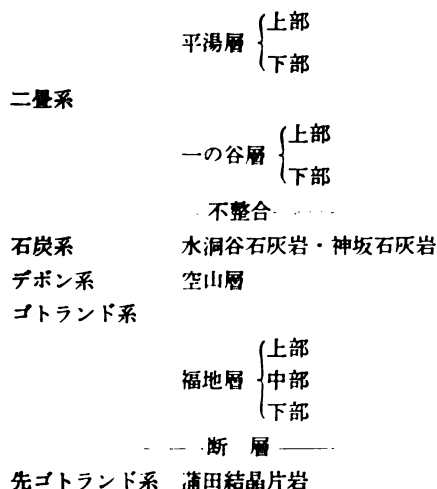 上部
平湯層
下部
二畳系
上部
一の谷層
下部
不整合
石炭系 水洞谷石灰岩・神坂石灰岩
デボン系 空山層
ゴトランド系
上部
福地層 中部
下部
断層
先ゴトランド系 蒲田結晶片岩